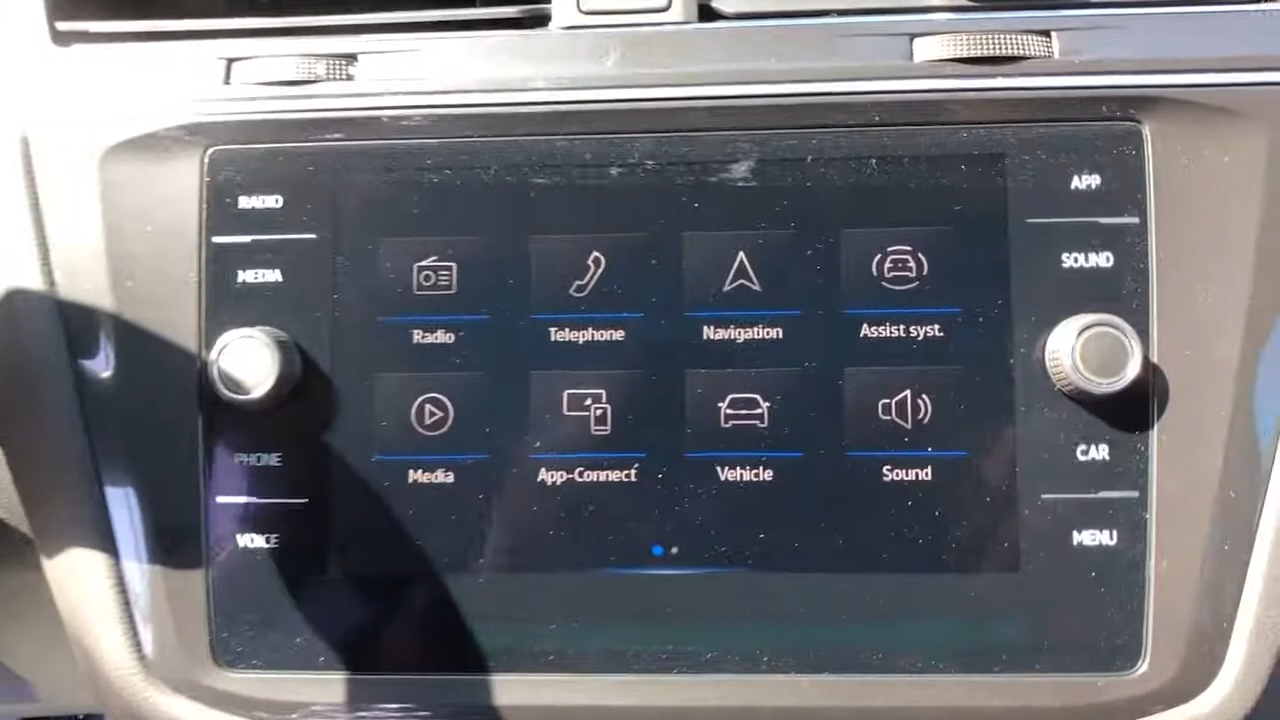 RADIO
MEDIA
PHONE
VOICE
Radio
Telephone
Navigation
Assist syst.
Media
App-Connect
Vehicle
Sound
APP
SOUND
CAR
MENU